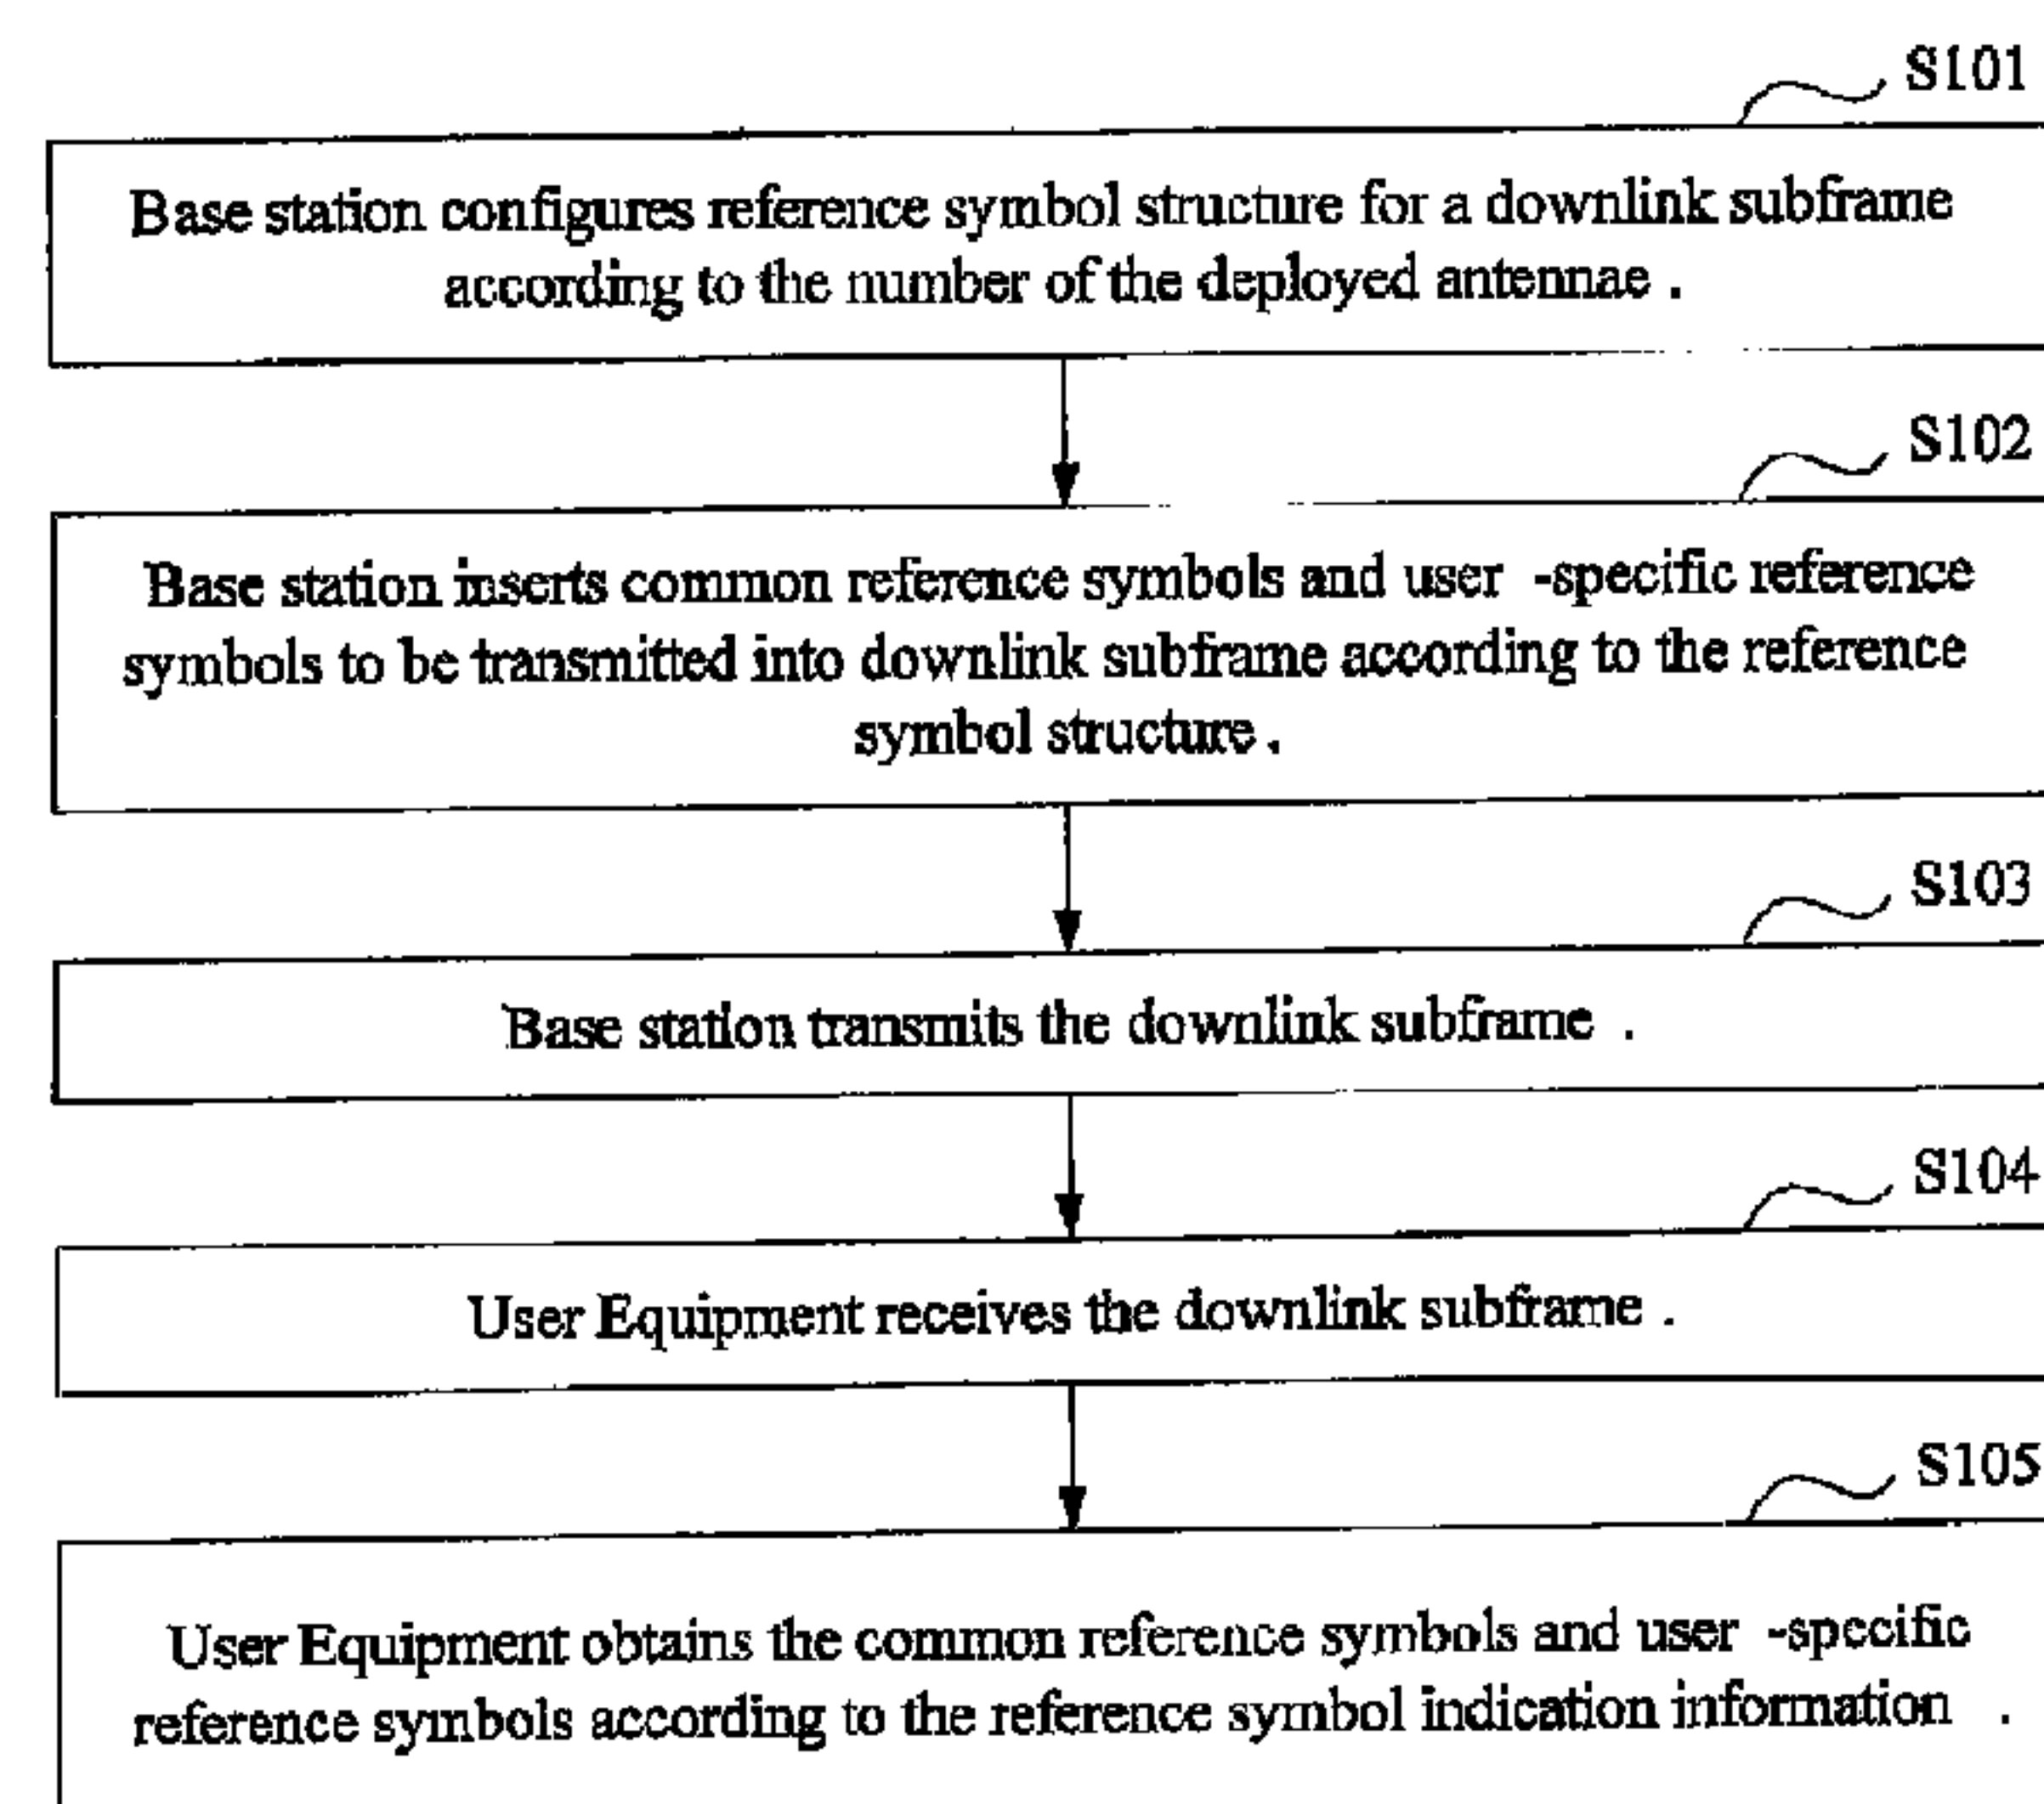 S101
Base station configures reference symbol structure for a downlink subframe
according to the number of the deployed antennae .
S102
Base station inserts common reference symbols and user -specific reference
symbols to be transmitted into downlink subframe according to the reference
symbol structure .
S103
Base station transmits the downlink subframe .
S104
User Equipment receives the downlink subframe .
S105
User Equipment obtains the common reference symbols and user -specific
reference symbols according to the reference symbol indication information .